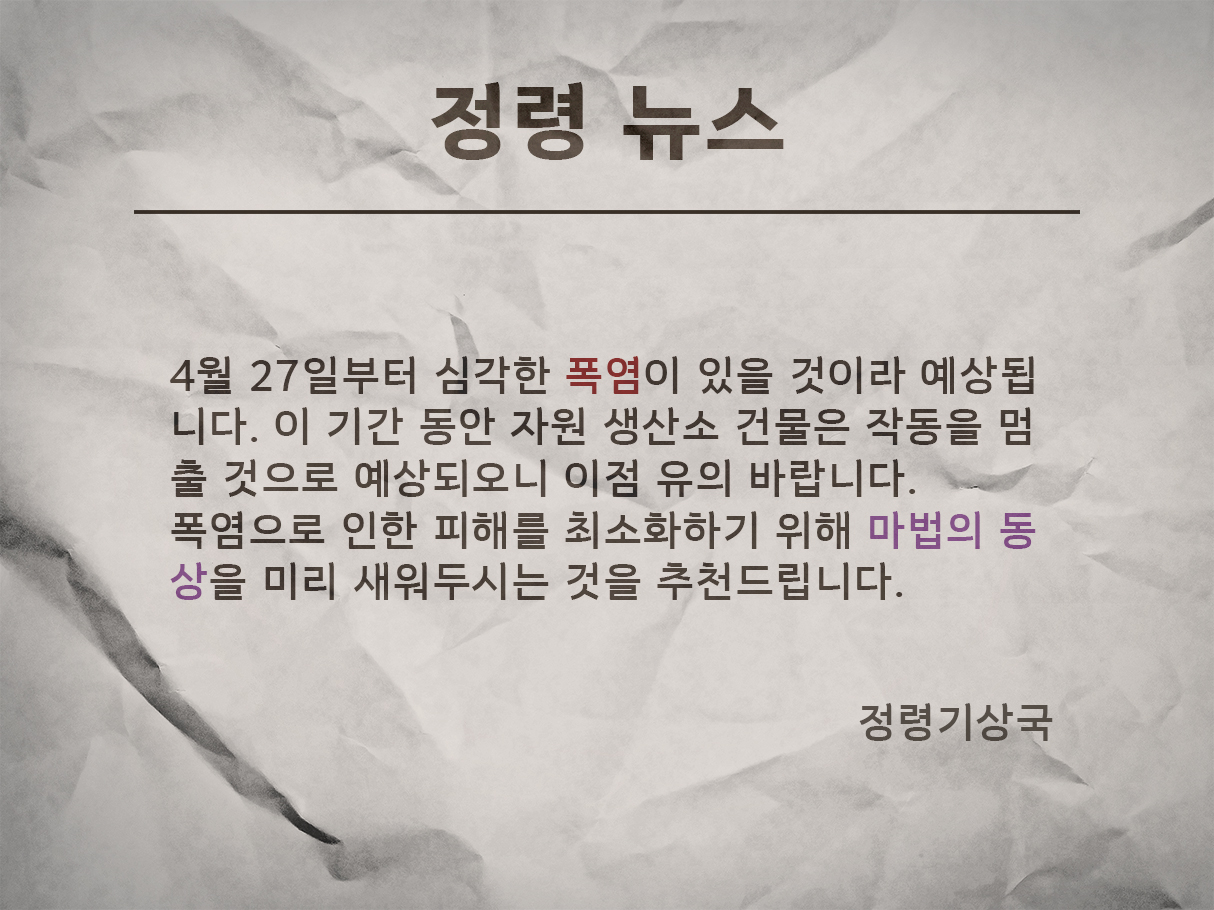 정령 뉴스
4월 27일부터 심각한 폭염이 있을 것이라 예상됩
니다. 이 기간 동안 자원 생산소 건물은 작동을 멈
출 것으로 예상되오니 이점 유의 바랍니다.
폭염으로 인한 피해를 최소화하기 위해 마법의 동
상을 미리 새워두시는 것을 추천드립니다.
정령기상국